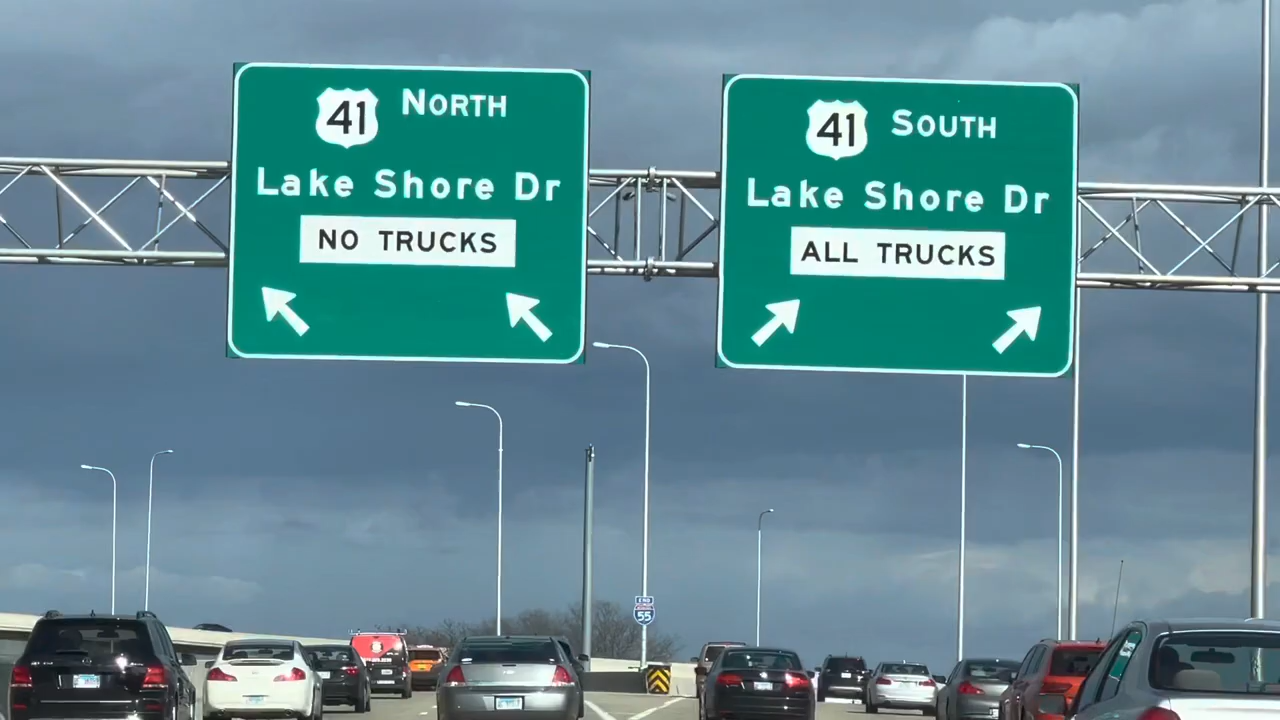 41 NORTH
Lake Shore Dr
NO TRUCKS
41 SOUTH
Lake Shore Dr
ALL TRUCKS
END
55